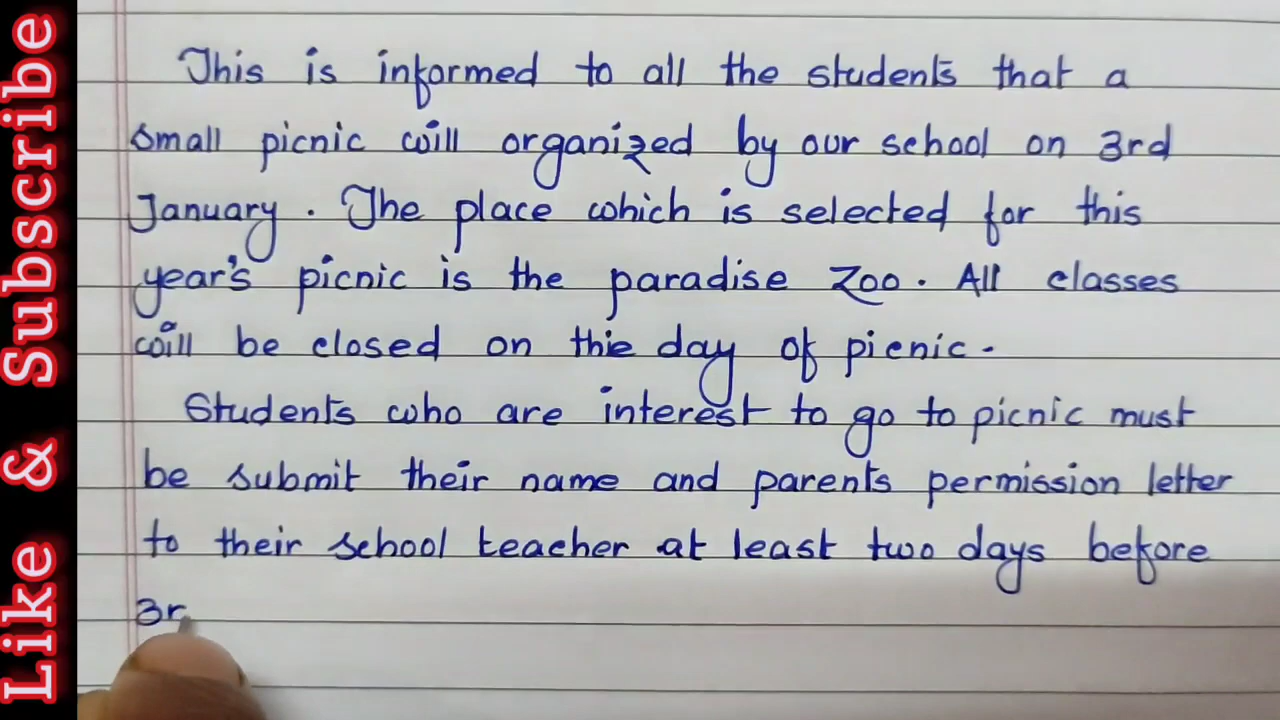 Like & Subscribe
This is informed to all the students that a
small picnic will organized by our school on 3rd
January. The place which is selected for this
year's picnic is the paradise Zoo. All classes
will be closed on the day of picnic.
Students who are interest to go to picnic must
be submit their name and parents permission letter
to their school teacher at least two days before
3r